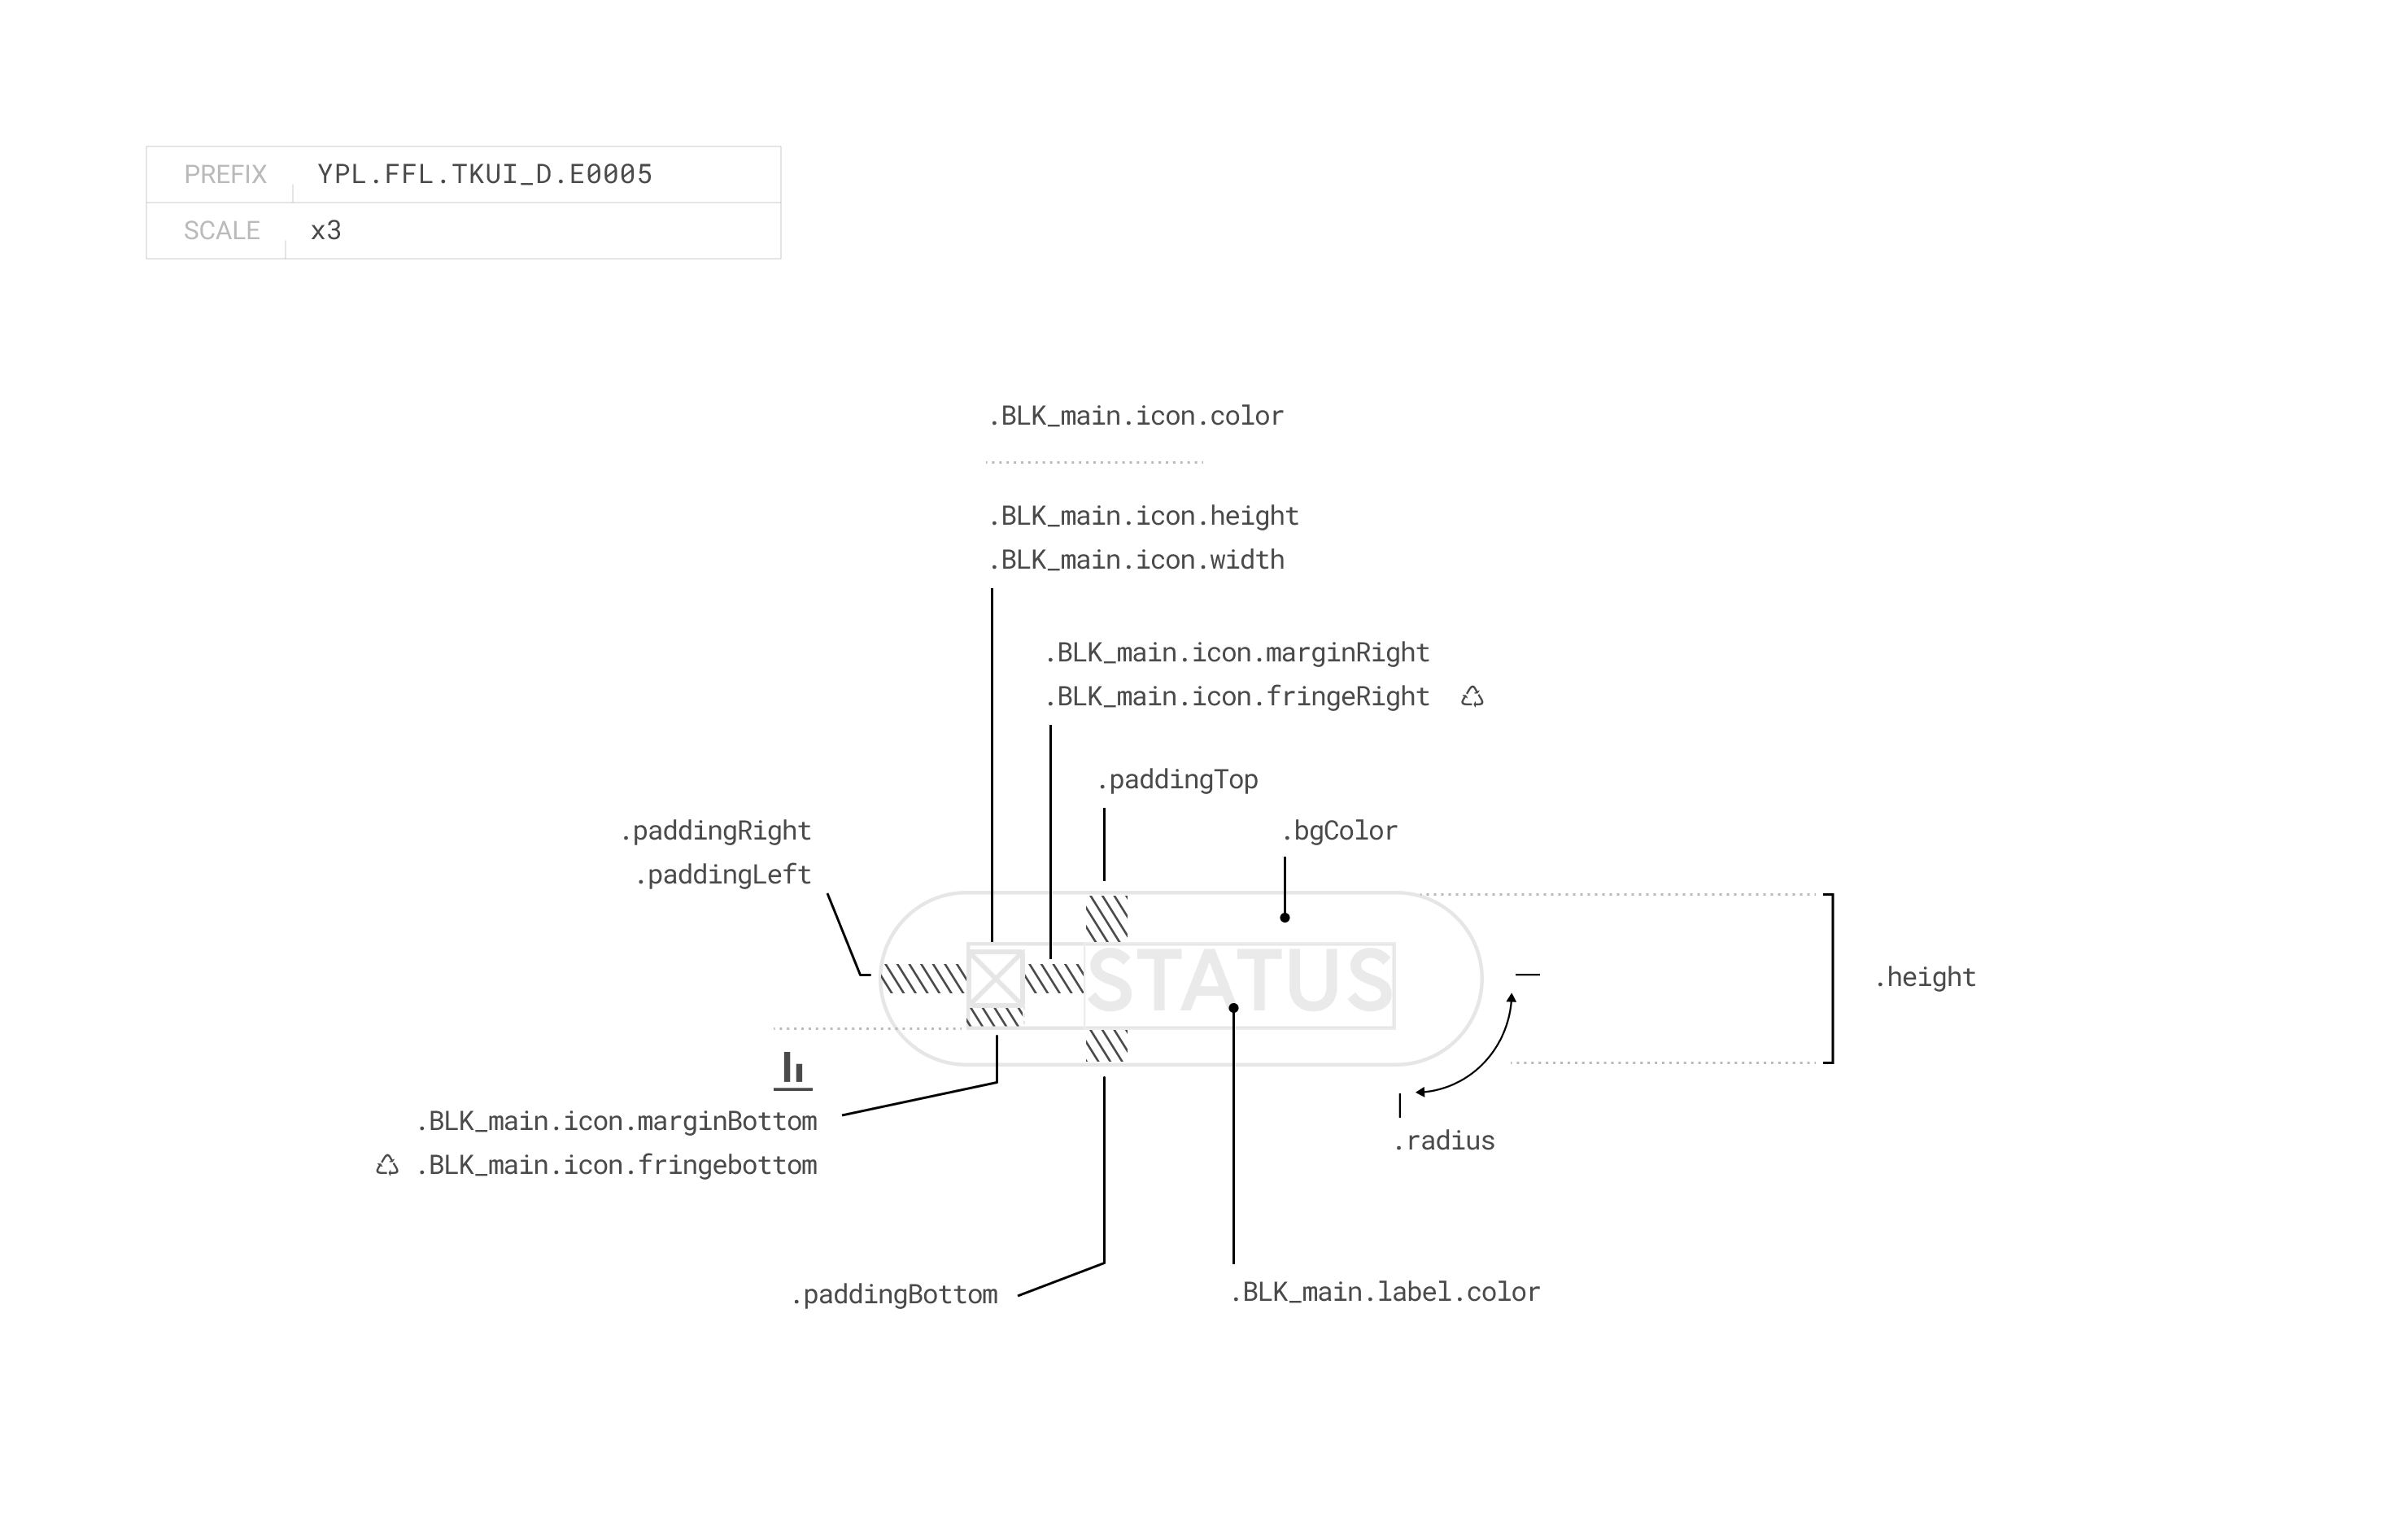 PREFIX YPL.FFL.TKUI_D.E0005
SCALE x3
.BLK_main.icon.color
.BLK_main.icon.height
.BLK_main.icon.width
.BLK_main.icon.marginRight
.BLK_main.icon.fringeRight
.paddingTop
.paddingRight
.paddingLeft
.bgColor
STATUS
.height
.BLK_main.icon.marginBottom
.BLK_main.icon.fringebottom
.radius
.paddingBottom
.BLK_main.label.color